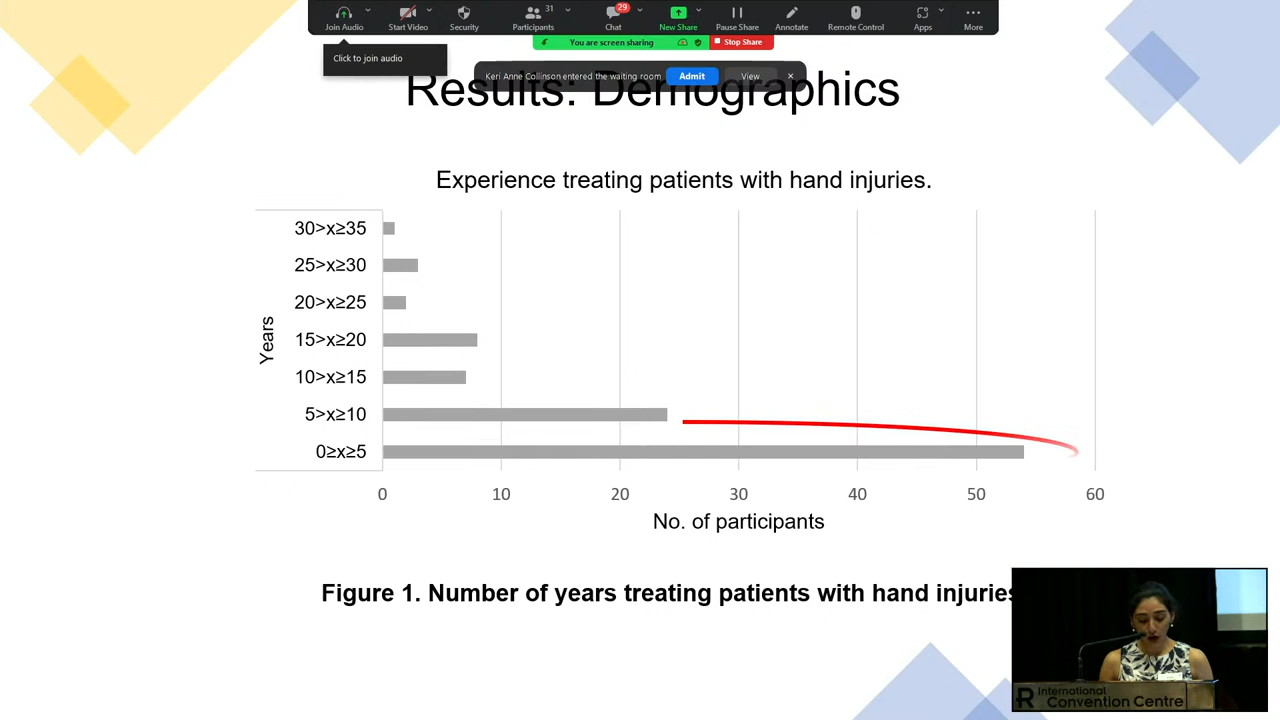 Join Audio
Start Video
Security
Participants
31
Chat
29
New Share
Pause Share
Annotate
Remote Control
Apps
More
You are screen sharing
Stop Share
Click to join audio
Keri Anne Collinson entered the waiting room
Admit
View
Results: Demographics
Experience treating patients with hand injuries.
30>x≥35
25>x≥30
20>x≥25
15>x≥20
10>x≥15
5>x≥10
0≥x≥5
Years
0 10 20 30 40 50 60
No. of participants
Figure 1. Number of years treating patients with hand injuries
International
Convention Centre